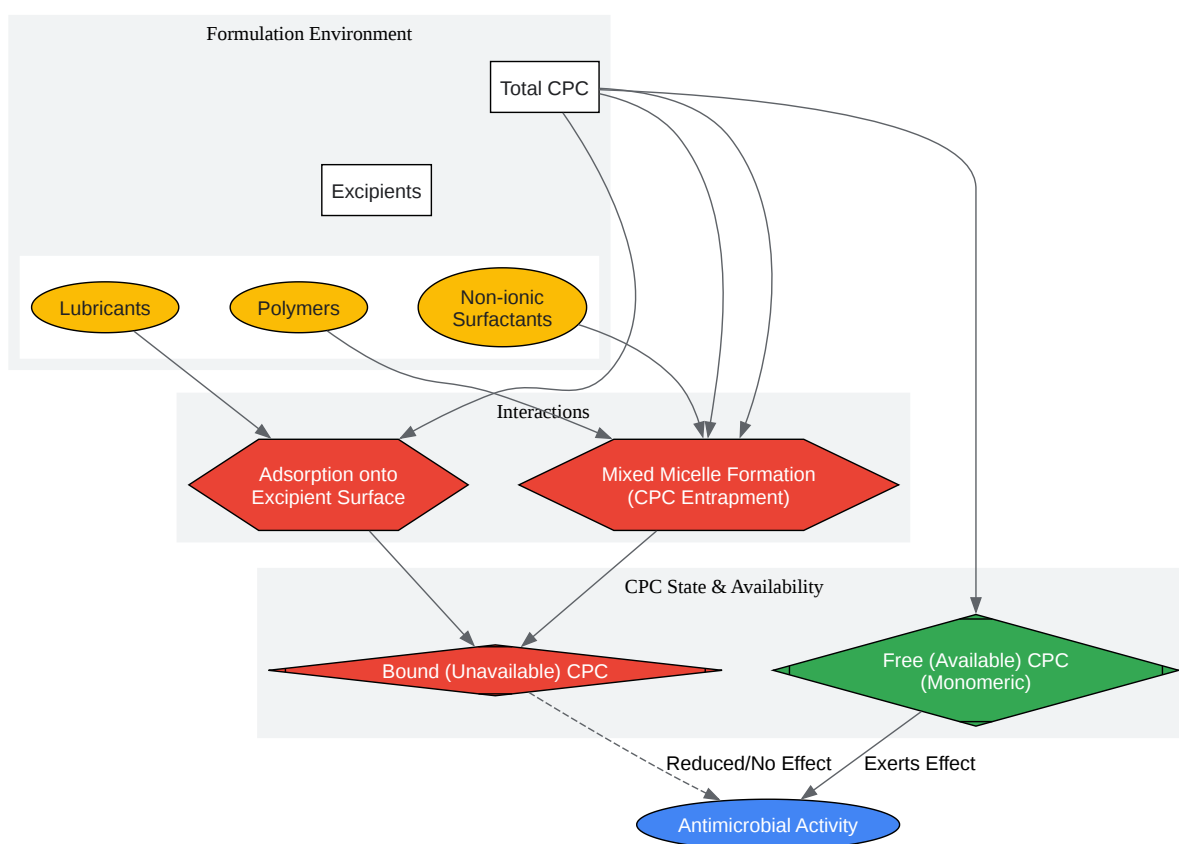 Formulation Environment
Total CPC
Excipients
Lubricants
Polymers
Non-ionic
Surfactants
Interactions
Adsorption onto
Excipient Surface
Mixed Micelle Formation
(CPC Entrapment)
CPC State & Availability
Bound (Unavailable) CPC
Free (Available) CPC
(Monomeric)
Reduced/No Effect
Exerts Effect
Antimicrobial Activity